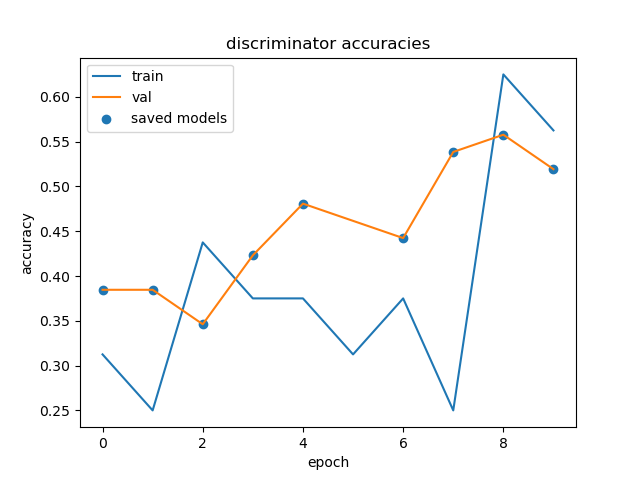 discriminator accuracies
train
val
saved models
0.60
0.55
0.50
0.45
0.40
0.35
0.30
0.25
accuracy
0 2 4 6 8
epoch